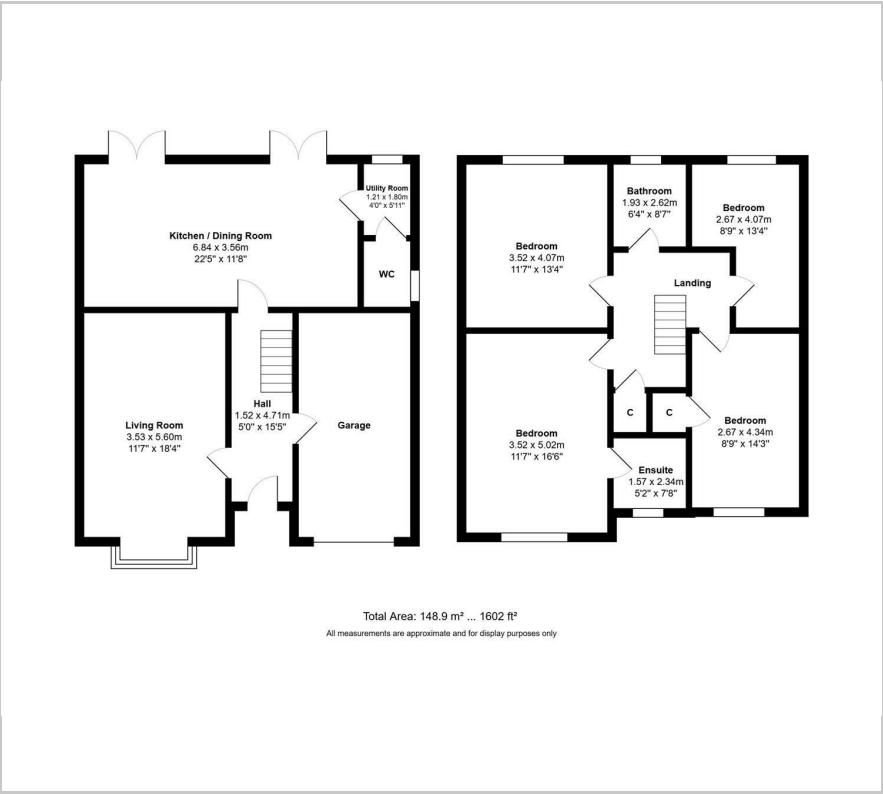 Kitchen / Dining Room
6.84 x 3.56m
22'5" x 11'8"
Utility Room
1.21 x 1.80m
4'0" x 5'11"
WC
Living Room
3.53 x 5.60m
11'7" x 18'4"
Hall
1.52 x 4.71m
5'0" x 15'5"
Garage
Bedroom
3.52 x 4.07m
11'7" x 13'4"
Bathroom
1.93 x 2.62m
6'4" x 8'7"
Bedroom
2.67 x 4.07m
8'9" x 13'4"
Landing
Bedroom
3.52 x 5.02m
11'7" x 16'6"
C
C
Bedroom
2.67 x 4.34m
8'9" x 14'3"
Ensuite
1.57 x 2.34m
5'2" x 7'8"
Total Area: 148.9 m² ... 1602 ft²
All measurements are approximate and for display purposes only